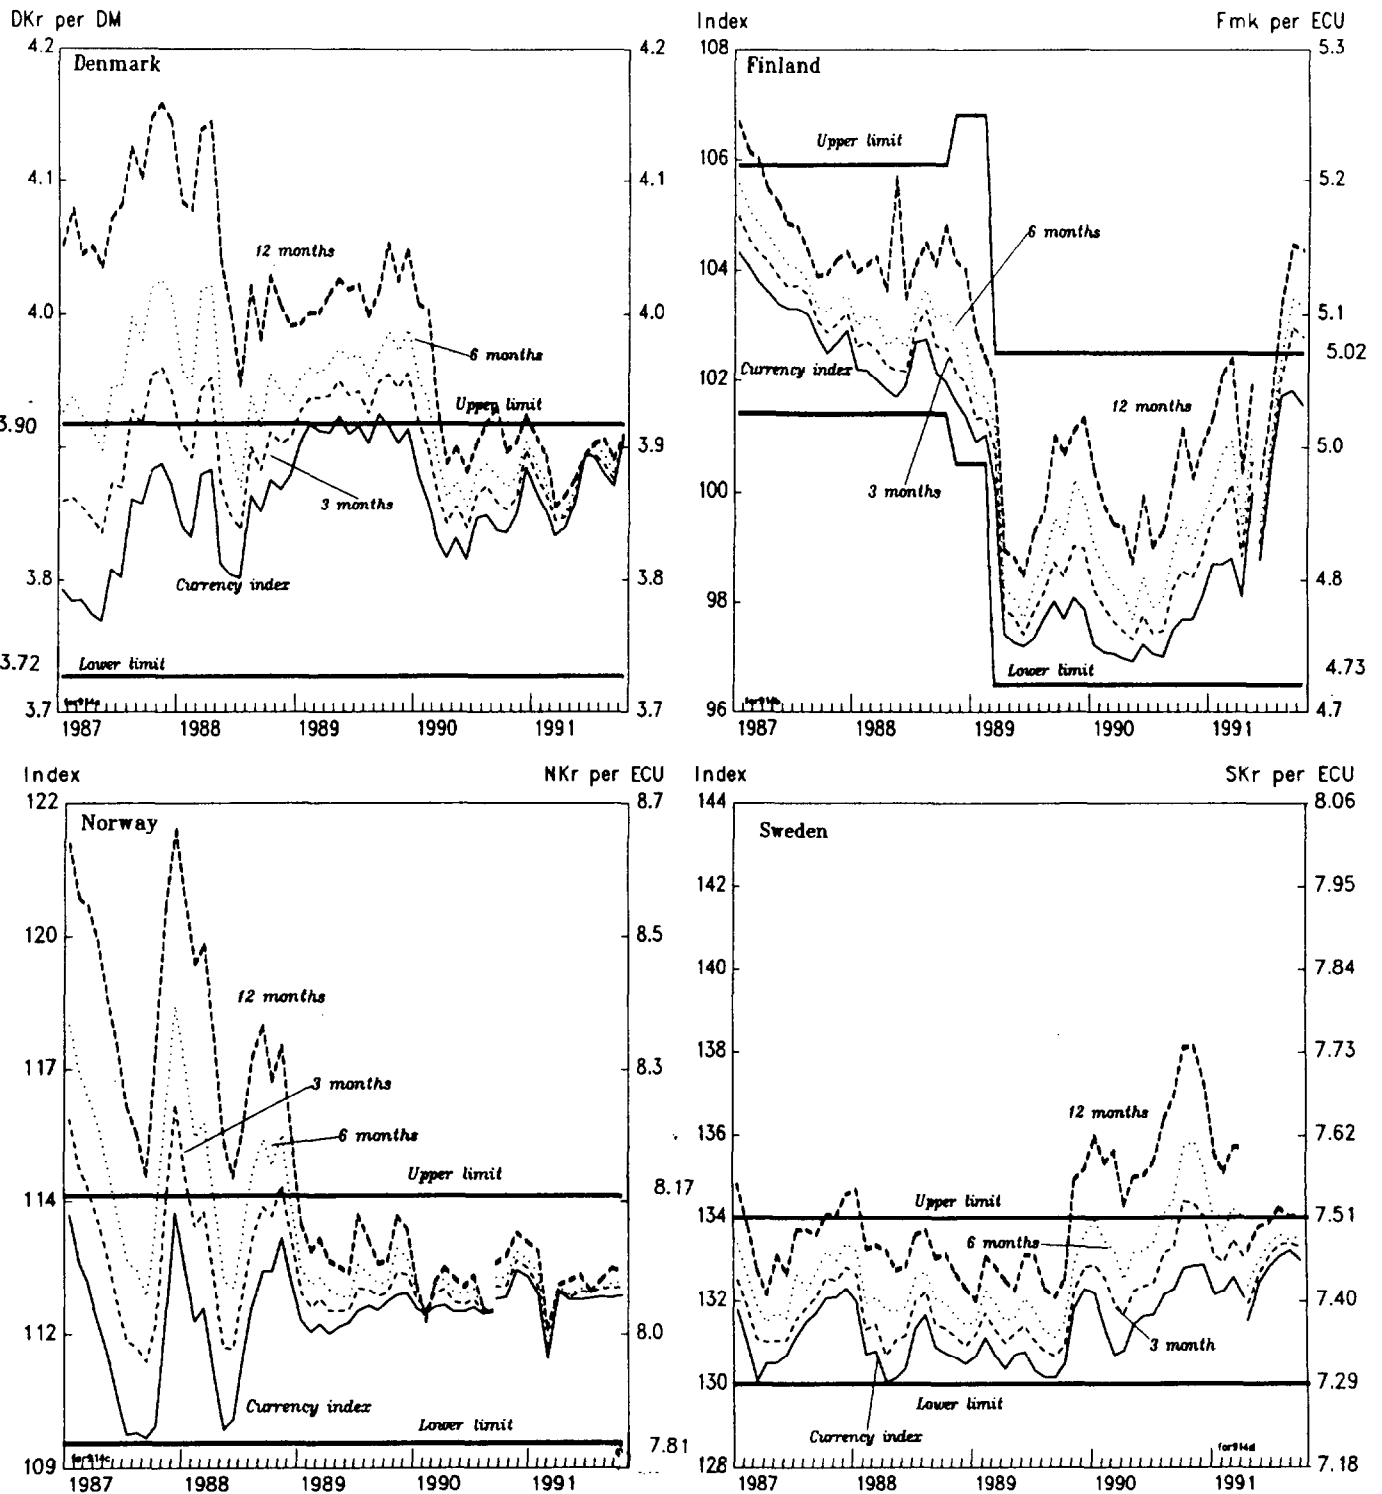 DKr per DM
4.2
4.2
Denmark
4.1
4.1
12 months
4.0
4.0
6 months
Upper limit
3.90
3.9
3 months
3.8
Currency index
3.8
3.72
Lower limit
3.7
for914a
3.7
1987 1988 1989 1990 1991
Index Fmk per ECU
108
5.3
Finland
Upper limit
106
5.2
6 months
104
5.1
5.02
Currency index
102
12 months
5.0
3 months
100
4.8
98
Lower limit
4.73
96
for914b
4.7
1987 1988 1989 1990 1991
Index NKr per ECU
122
8.7
Norway
120
8.5
12 months
117
8.3
3 months
6 months
Upper limit
8.17
114
112
8.0
Currency index
Lower limit
7.81
109
for914c
1987 1988 1989 1990 1991
Index SKr per ECU
144
8.06
Sweden
142
7.95
140
7.84
138
7.73
12 months
136
7.62
Upper limit
134
7.51
6 months
132
7.40
3 month
130
7.29
Lower limit
Currency index
for914d
128
7.18
1987 1988 1989 1990 1991